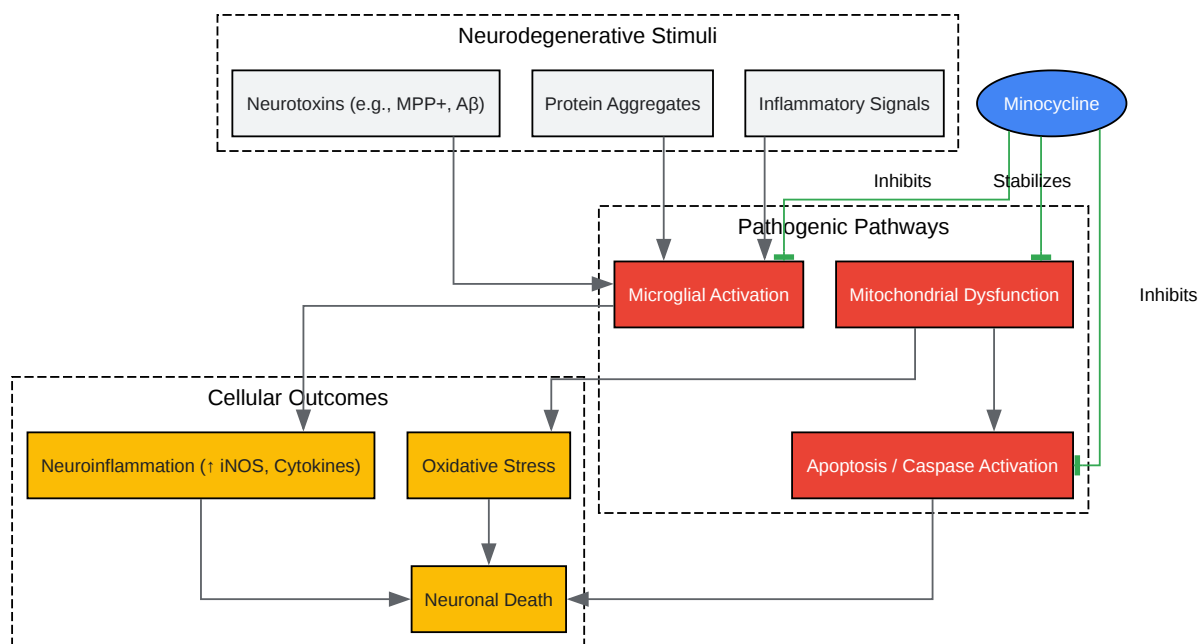 Neurodegenerative Stimuli
Neurotoxins (e.g., MPP+, Aβ)
Protein Aggregates
Inflammatory Signals
Minocycline
Inhibits
Stabilizes
Pathogenic Pathways
Microglial Activation
Mitochondrial Dysfunction
Inhibits
Cellular Outcomes
Neuroinflammation (↑ iNOS, Cytokines)
Oxidative Stress
Apoptosis / Caspase Activation
Neuronal Death